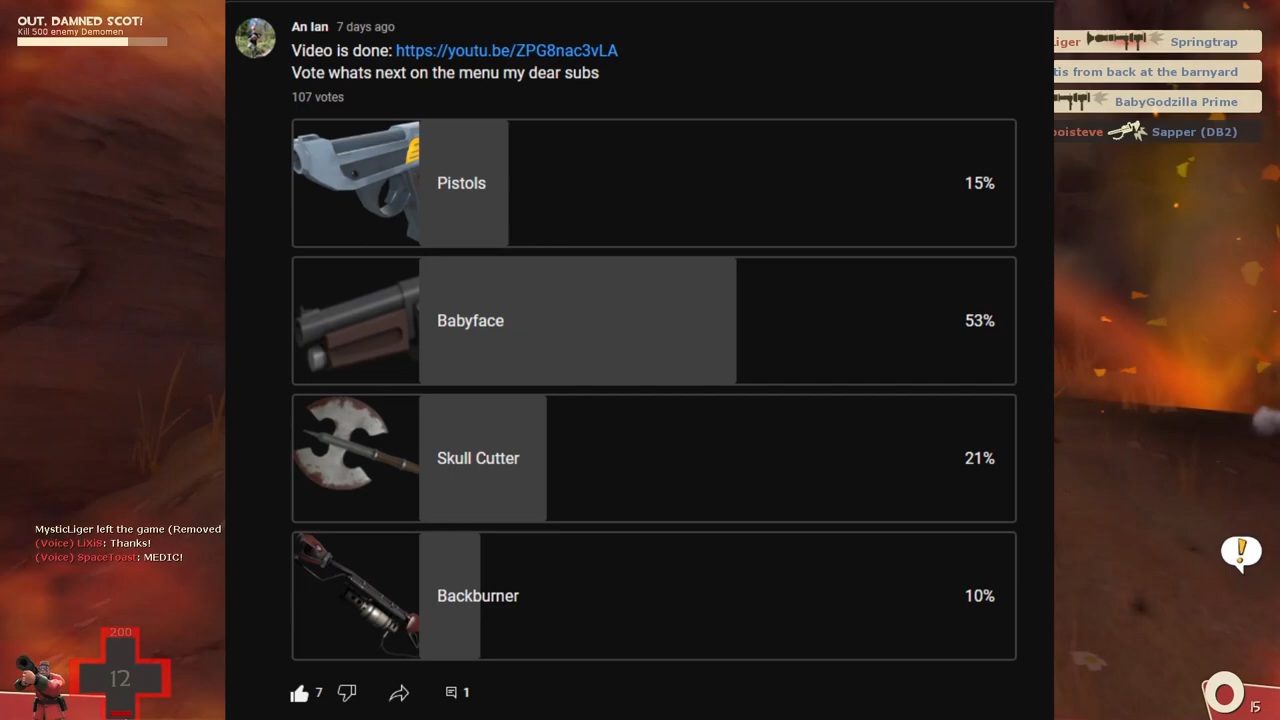 OUT, DAMNED SCOT!
Kill 500 enemy Demomen
An Ian 7 days ago
Video is done: https://youtu.be/ZPG8nac3vLA
Vote whats next on the menu my dear subs
107 votes
Pistols 15%
Babyface 53%
Skull Cutter 21%
Backburner 10%
7 1
iger Springtrap
tis from back at the barnyard
BabyGodzilla Prime
oisteve Sapper (DB2)
MysticLiger left the game (Removed
(Voice) LiXiS: Thanks!
(Voice) SpaceToast: MEDIC!
200
12
0 15